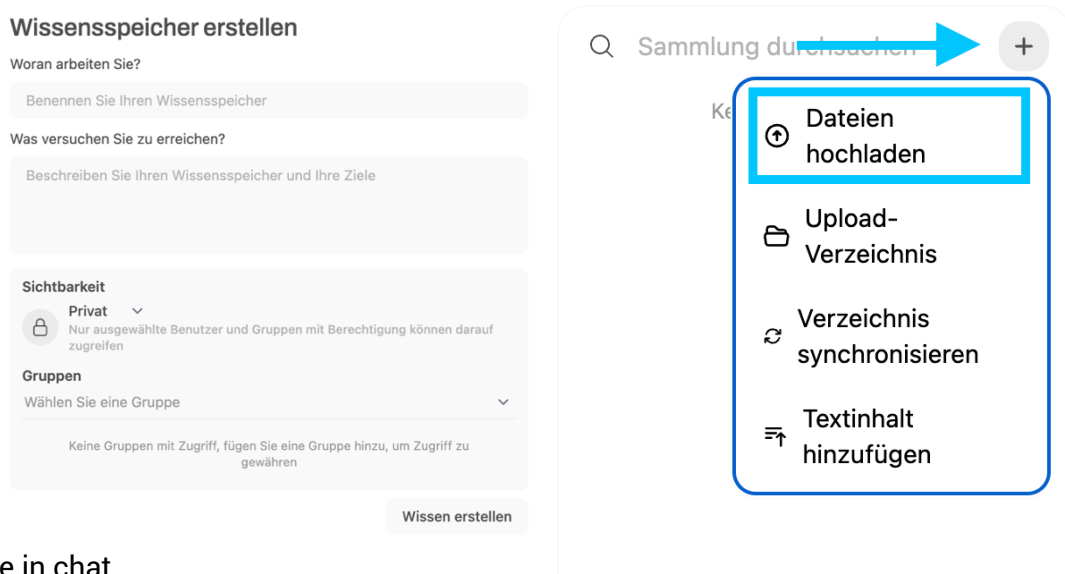 Wissensspeicher erstellen
Woran arbeiten Sie?
Benennen Sie Ihren Wissensspeicher
Was versuchen Sie zu erreichen?
Beschreiben Sie Ihren Wissensspeicher und Ihre Ziele
Sichtbarkeit
Privat
Nur ausgewählte Benutzer und Gruppen mit Berechtigung können darauf
zugreifen
Gruppen
Wählen Sie eine Gruppe
Keine Gruppen mit Zugriff, fügen Sie eine Gruppe hinzu, um Zugriff zu
gewähren
Wissen erstellen
e in chat
Sammlung durchsuchen
Ke
Dateien
hochladen
Upload-
Verzeichnis
Verzeichnis
synchronisieren
Textinhalt
hinzufügen